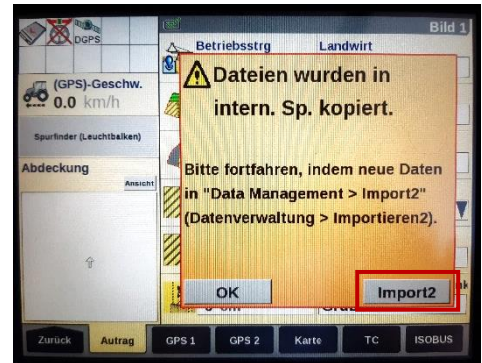 DGPS
Bild 1
Betriebsstrg
Landwirt
(GPS)-Geschw.
0.0 km/h
Spurfinder (Leuchtbalken)
Abdeckung
Ansicht
Dateien wurden in
intern. Sp. kopiert.
Bitte fortfahren, indem neue Daten
in "Data Management > Import2"
(Datenverwaltung > Importieren2).
OK
Import2
Zurück
Autrag
GPS 1
GPS 2
Karte
TC
ISOBUS